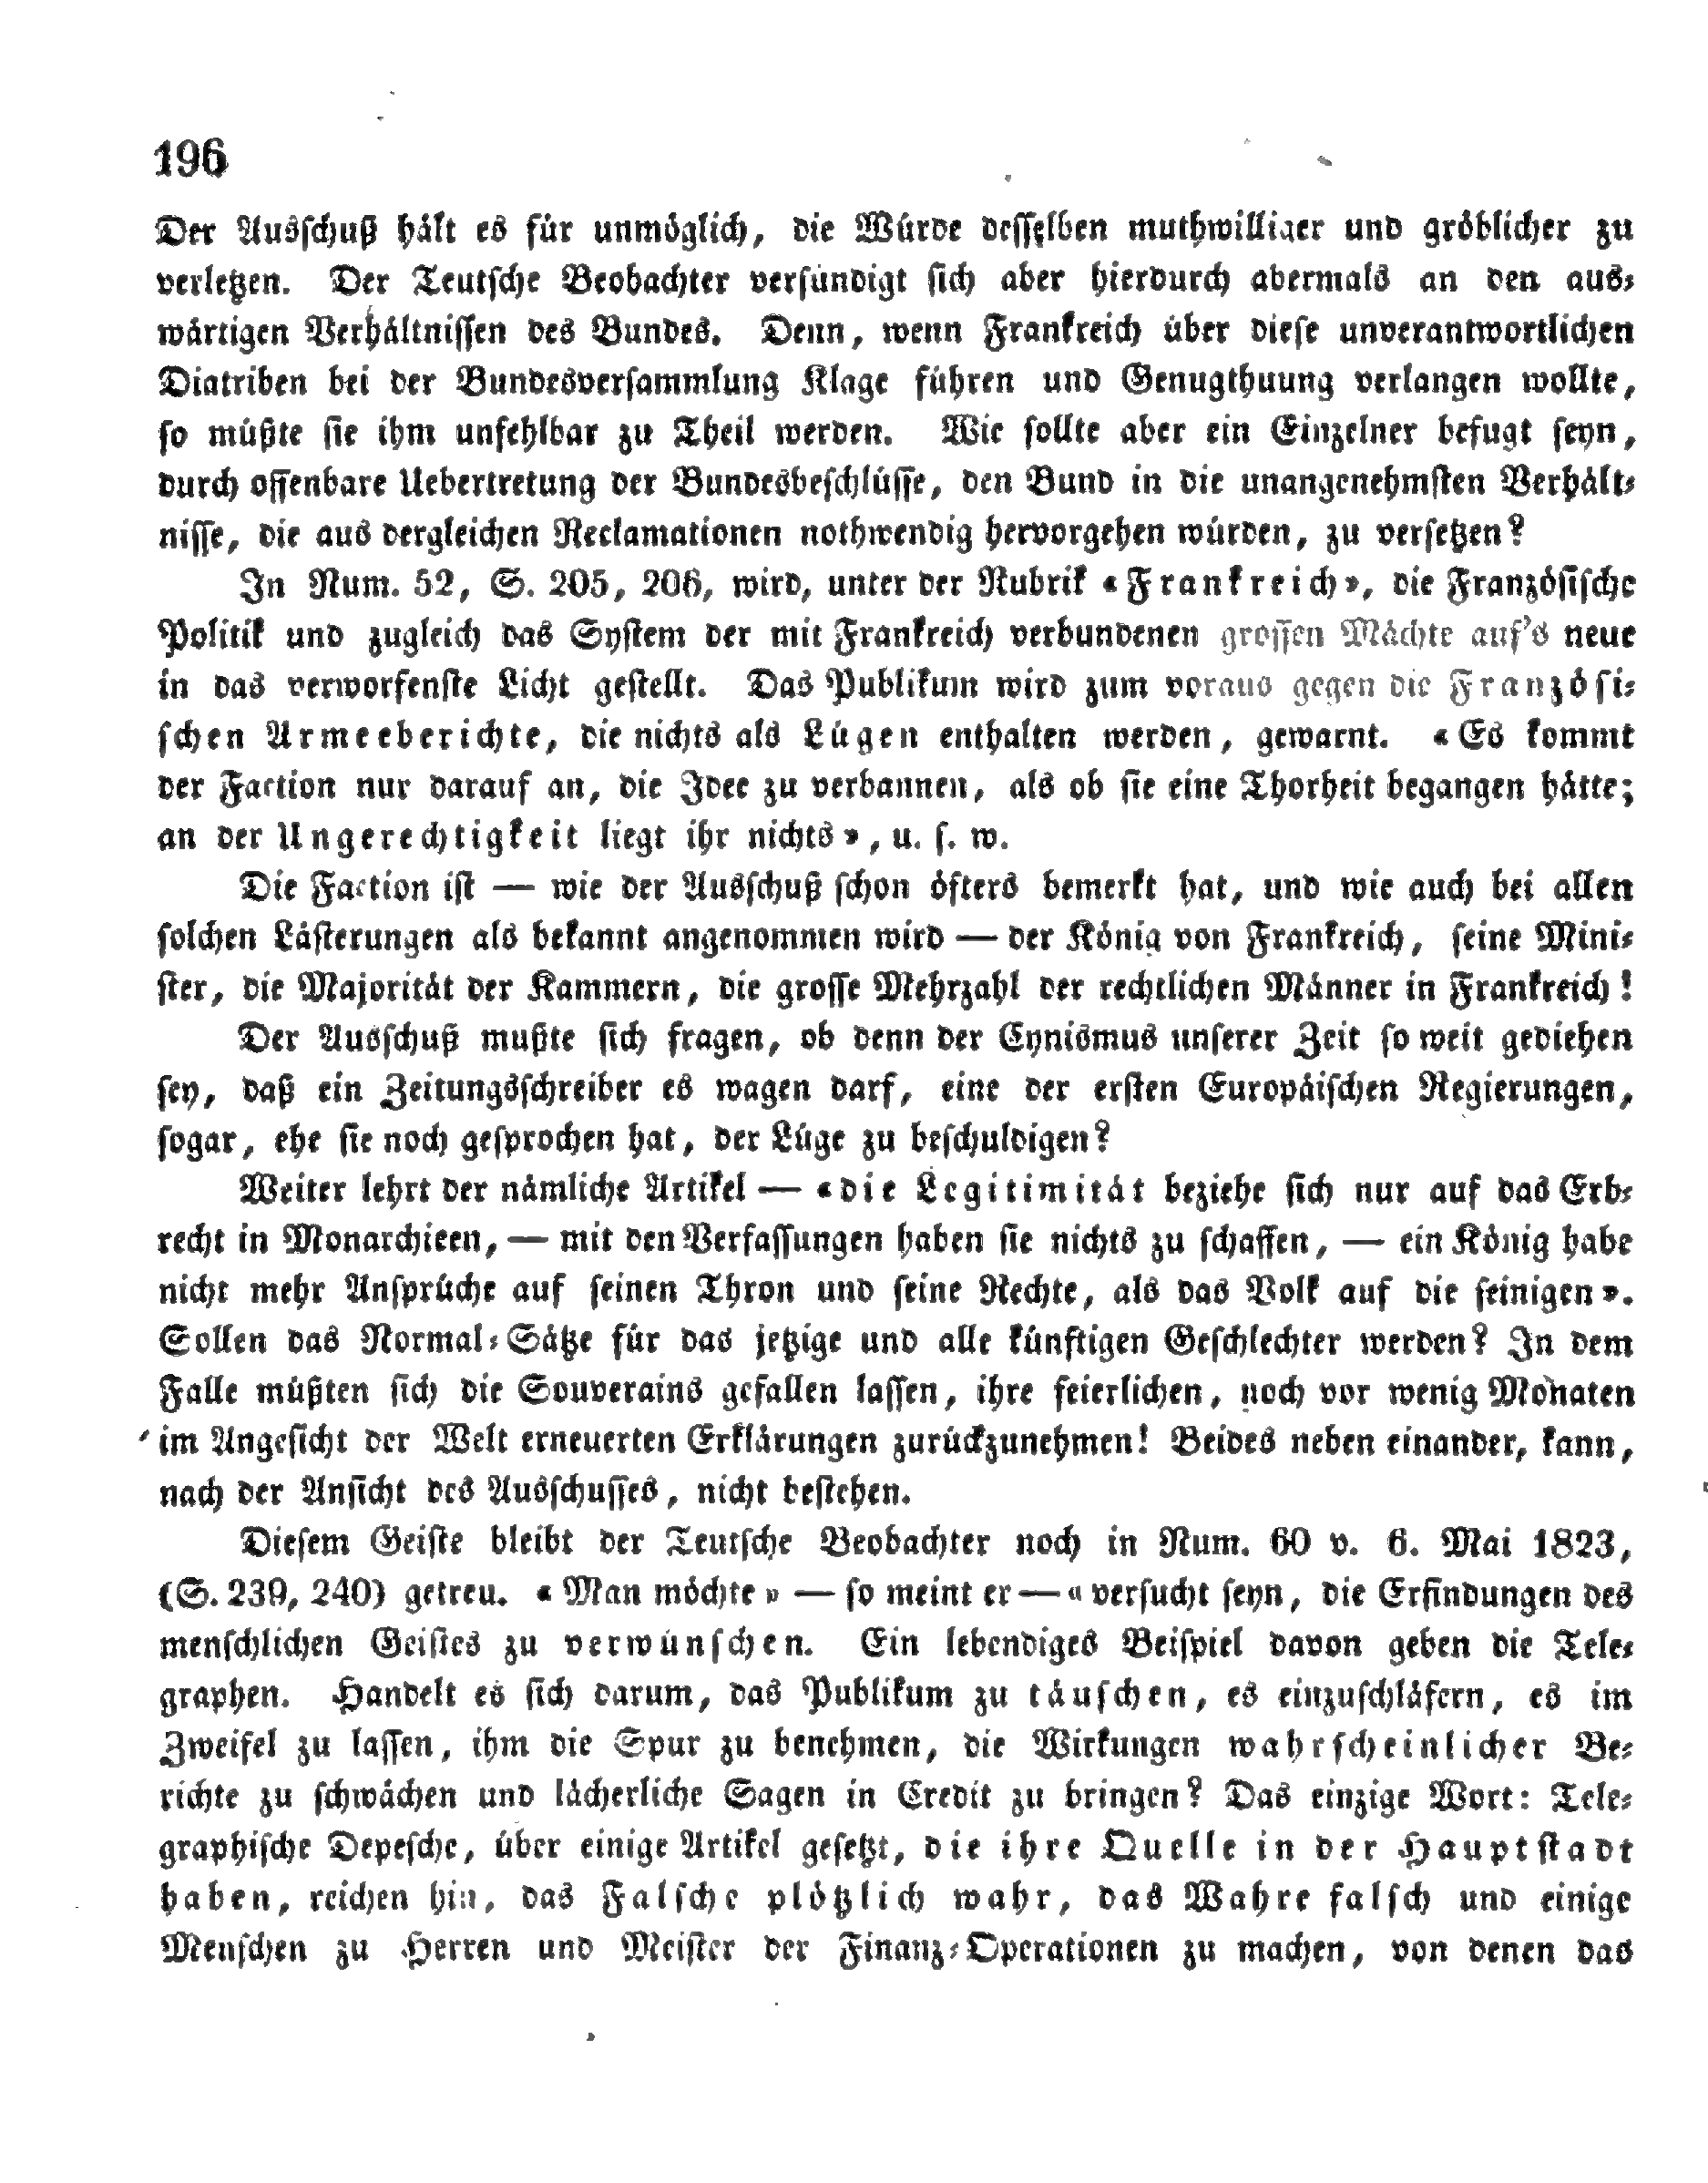 196
Der Ausschuß hält es für unmöglich, die Würde desselben muthwilliger und gröblicher zu
verletzen. Der Teutsche Beobachter versündigt sich aber hierdurch abermals an den aus-
wärtigen Verhältnissen des Bundes. Denn, wenn Frankreich über diese unverantwortlichen
Diatriben bei der Bundesversammlung Klage führen und Genugthuung verlangen wollte,
so müßte sie ihm unfehlbar zu Theil werden. Wie sollte aber ein Einzelner befugt seyn,
durch offenbare Uebertretung der Bundesbeschlüsse, den Bund in die unangenehmsten Verhält-
nisse, die aus dergleichen Reclamationen nothwendig hervorgehen würden, zu versetzen?
In Num. 52, S. 205, 206, wird, unter der Rubrik «Frankreich», die Französische
Politik und zugleich das System der mit Frankreich verbundenen grossen Mächte auf's neue
in das verworfenste Licht gestellt. Das Publikum wird zum voraus gegen die Französi-
schen Armeeberichte, die nichts als Lügen enthalten werden, gewarnt. «Es kommt
der Faction nur darauf an, die Idee zu verbannen, als ob sie eine Thorheit begangen hätte;
an der Ungerechtigkeit liegt ihr nichts», u. s. w.
Die Faction ist — wie der Ausschuß schon öfters bemerkt hat, und wie auch bei allen
solchen Lästerungen als bekannt angenommen wird — der König von Frankreich, seine Mini-
ster, die Majorität der Kammern, die grosse Mehrzahl der rechtlichen Männer in Frankreich!
Der Ausschuß mußte sich fragen, ob denn der Cynismus unserer Zeit so weit gediehen
sey, daß ein Zeitungsschreiber es wagen darf, eine der ersten Europäischen Regierungen,
sogar, ehe sie noch gesprochen hat, der Lüge zu beschuldigen?
Weiter lehrt der nämliche Artikel — «die Legitimität beziehe sich nur auf das Erb-
recht in Monarchieen, — mit den Verfassungen haben sie nichts zu schaffen, — ein König habe
nicht mehr Ansprüche auf seinen Thron und seine Rechte, als das Volk auf die seinigen».
Sollen das Normal-Sätze für das jetzige und alle künftigen Geschlechter werden? In dem
Falle müßten sich die Souverains gefallen lassen, ihre feierlichen, noch vor wenig Monaten
im Angesicht der Welt erneuerten Erklärungen zurückzunehmen! Beides neben einander, kann,
nach der Ansicht des Ausschusses, nicht bestehen.
Diesem Geiste bleibt der Teutsche Beobachter noch in Num. 60 v. 6. Mai 1823,
(S. 239, 240) getreu. «Man möchte» — so meint er — «versucht seyn, die Erfindungen des
menschlichen Geistes zu verwünschen. Ein lebendiges Beispiel davon geben die Tele-
graphen. Handelt es sich darum, das Publikum zu täuschen, es einzuschläfern, es im
Zweifel zu lassen, ihm die Spur zu benehmen, die Wirkungen wahrscheinlicher Be-
richte zu schwächen und lächerliche Sagen in Credit zu bringen? Das einzige Wort: Tele-
graphische Depesche, über einige Artikel gesetzt, die ihre Quelle in der Hauptstadt
haben, reichen hin, das Falsche plötzlich wahr, das Wahre falsch und einige
Menschen zu Herren und Meister der Finanz-Operationen zu machen, von denen das